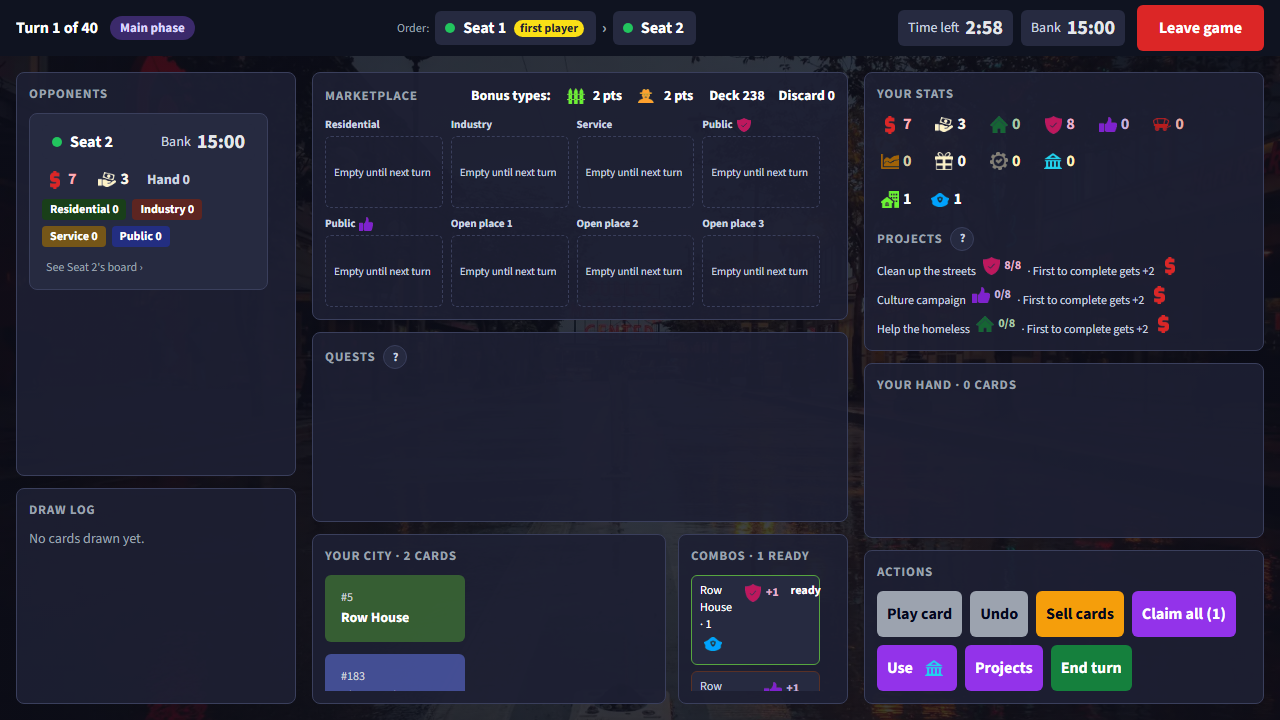 Turn 1 of 40
Main phase
Order:
Seat 1
first player
›
Seat 2
Time left 2:58
Bank 15:00
Leave game
OPPONENTS
Seat 2
Bank 15:00
7
3
Hand 0
Residential 0
Industry 0
Service 0
Public 0
See Seat 2's board ›
DRAW LOG
No cards drawn yet.
MARKETPLACE
Bonus types:
2 pts
2 pts
Deck 238
Discard 0
Residential
Industry
Service
Public
Empty until next turn
Empty until next turn
Empty until next turn
Empty until next turn
Public
Open place 1
Open place 2
Open place 3
Empty until next turn
Empty until next turn
Empty until next turn
Empty until next turn
QUESTS
?
YOUR CITY · 2 CARDS
#5
Row House
#183
COMBOS · 1 READY
Row House · 1
+1
ready
Row
+1
YOUR STATS
7
3
0
8
0
0
0
0
0
0
1
1
PROJECTS
?
Clean up the streets 8/8 · First to complete gets +2
Culture campaign 0/8 · First to complete gets +2
Help the homeless 0/8 · First to complete gets +2
YOUR HAND · 0 CARDS
ACTIONS
Play card
Undo
Sell cards
Claim all (1)
Use
Projects
End turn